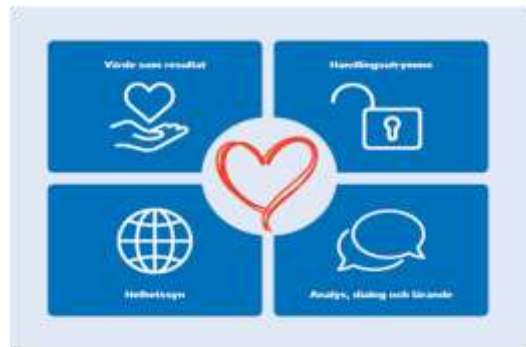 Värde som resultat
Handlingsutrymme
Helhetssyn
Analys, dialog och lärande